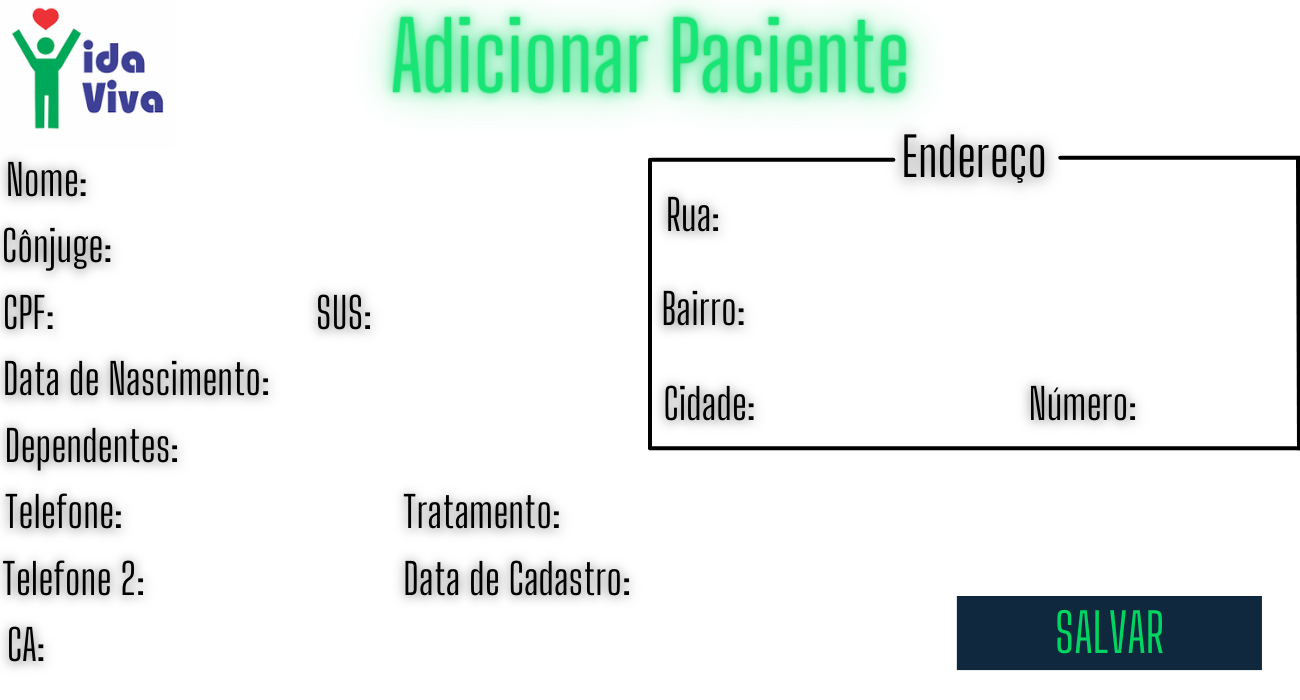 Vida
Viva
Adicionar Paciente
Nome:
Cônjuge:
CPF:
SUS:
Data de Nascimento:
Dependentes:
Telefone:
Tratamento:
Telefone 2:
Data de Cadastro:
CA:
Endereço
Rua:
Bairro:
Cidade:
Número:
SALVAR